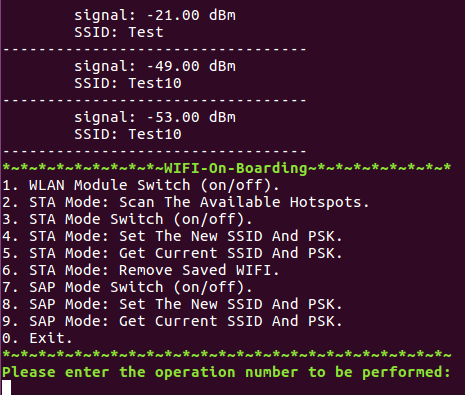 signal: -21.00 dBm
SSID: Test
----------------------------------
signal: -49.00 dBm
SSID: Test10
----------------------------------
signal: -53.00 dBm
SSID: Test10
----------------------------------
*~*~*~*~*~*~*~*~*~WIFI-On-Boarding~*~*~*~*~*~*~*~*
1. WLAN Module Switch (on/off).
2. STA Mode: Scan The Available Hotspots.
3. STA Mode Switch (on/off).
4. STA Mode: Set The New SSID And PSK.
5. STA Mode: Get Current SSID And PSK.
6. STA Mode: Remove Saved WIFI.
7. SAP Mode Switch (on/off).
8. SAP Mode: Set The New SSID And PSK.
9. SAP Mode: Get Current SSID And PSK.
0. Exit.
*~*~*~*~*~*~*~*~*~*~*~*~*~*~*~*~*~*~*~*~*~*~*~*~*~
Please enter the operation number to be performed: